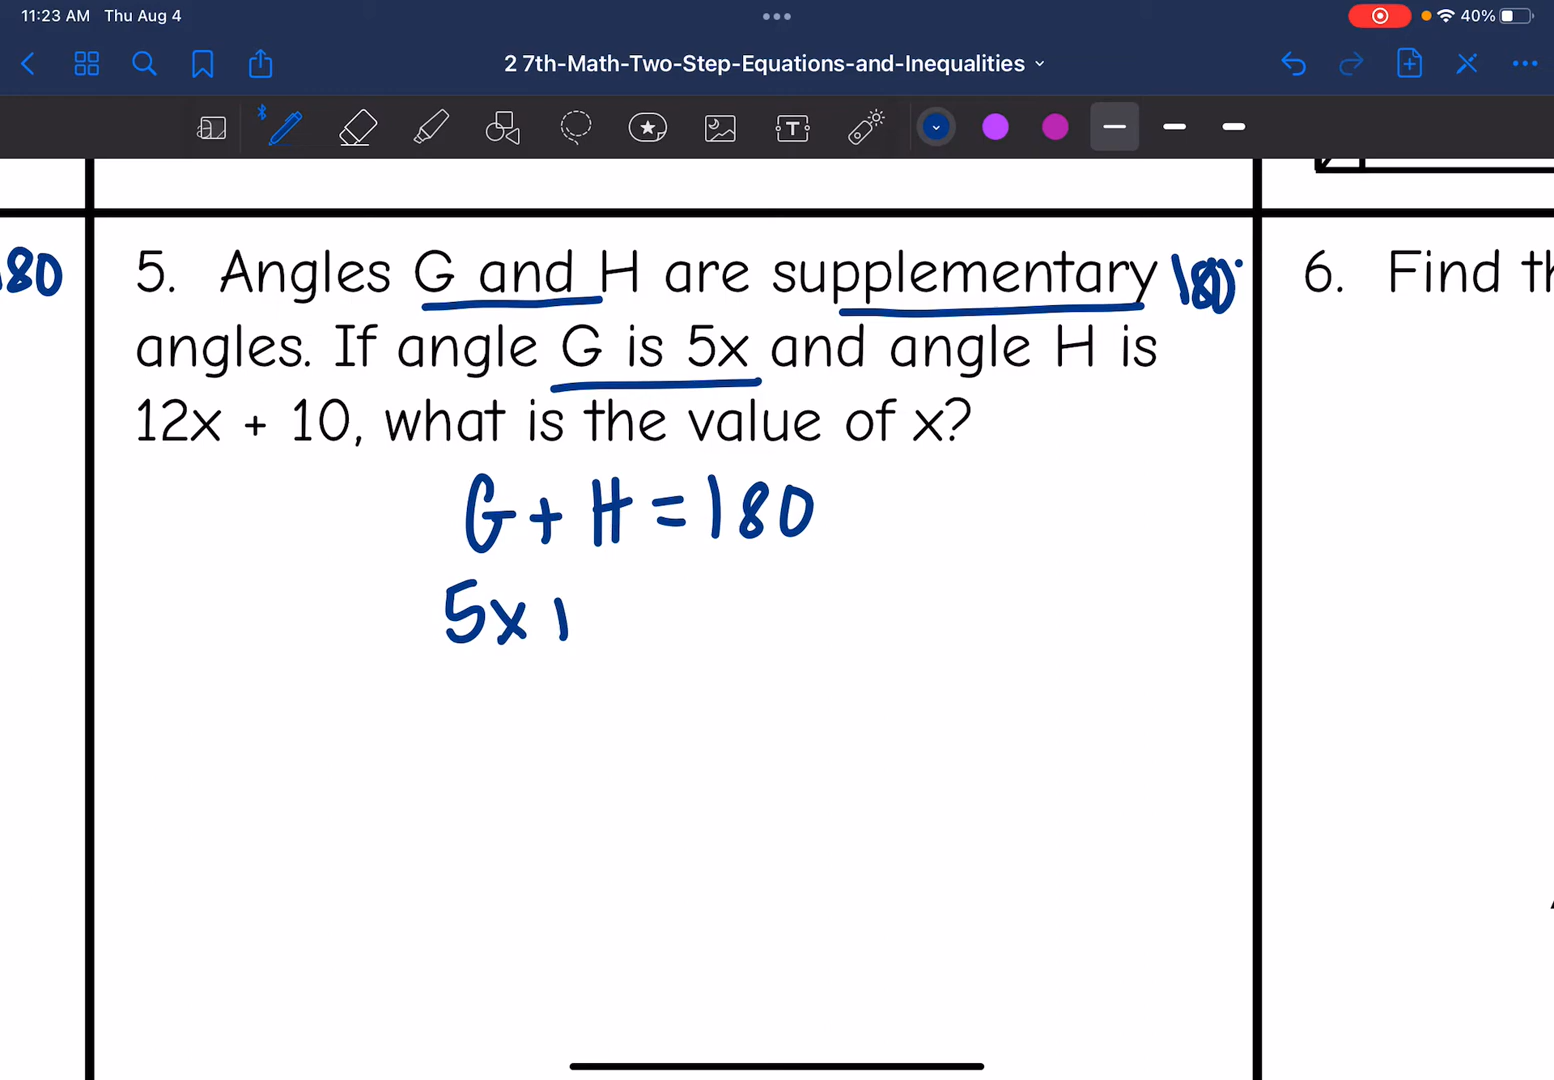 11:23 AM Thu Aug 4
40%
2 7th-Math-Two-Step-Equations-and-Inequalities
T
80
5. Angles G and H are supplementary 180°
angles. If angle G is 5x and angle H is
12x + 10, what is the value of x?
G + H = 180
5x
6. Find